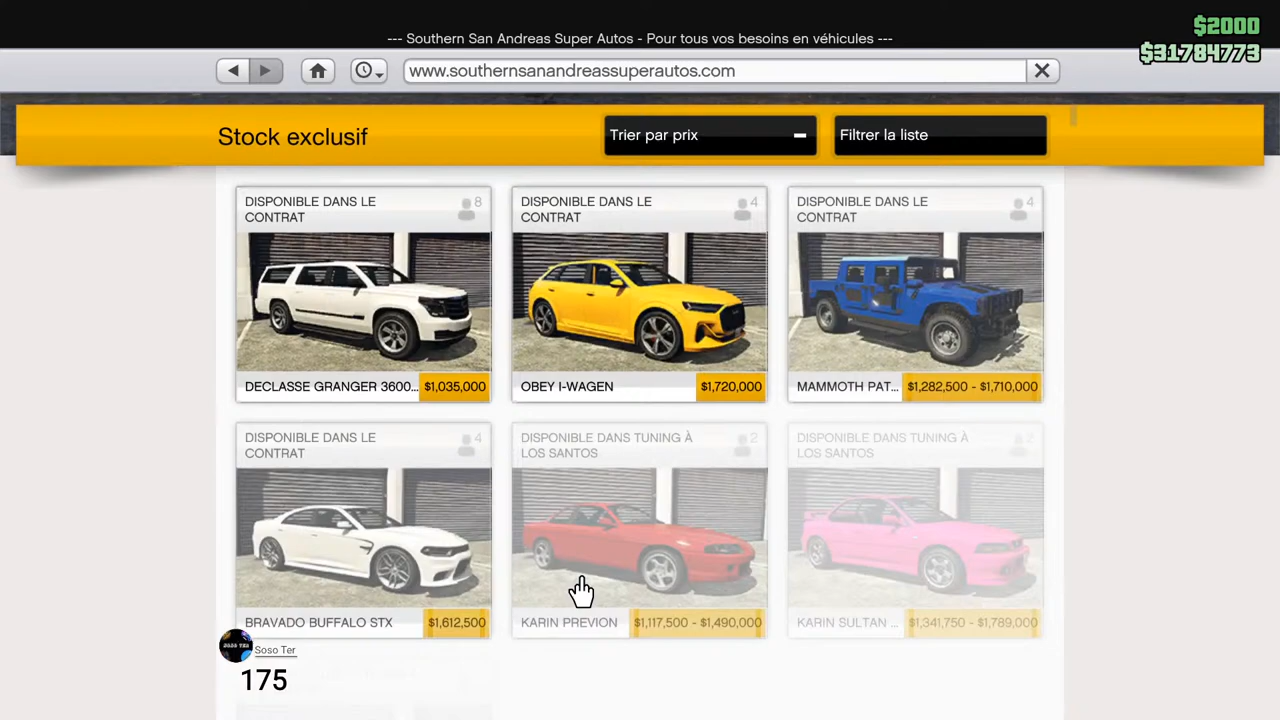 $2000
--- Southern San Andreas Super Autos - Pour tous vos besoins en véhicules ---
$31784773
www.southernsanandreassuperautos.com
Stock exclusif
Trier par prix
Filtrer la liste
DISPONIBLE DANS LE CONTRAT
8
DECLASSE GRANGER 3600...
$1,035,000
DISPONIBLE DANS LE CONTRAT
4
OBEY I-WAGEN
$1,720,000
DISPONIBLE DANS LE CONTRAT
4
MAMMOTH PAT...
$1,282,500 - $1,710,000
DISPONIBLE DANS LE CONTRAT
4
BRAVADO BUFFALO STX
$1,612,500
DISPONIBLE DANS TUNING À LOS SANTOS
2
KARIN PREVION
$1,117,500 - $1,490,000
DISPONIBLE DANS TUNING À LOS SANTOS
2
KARIN SULTAN ...
$1,341,750 - $1,789,000
SOSO TER
Soso Ter
175